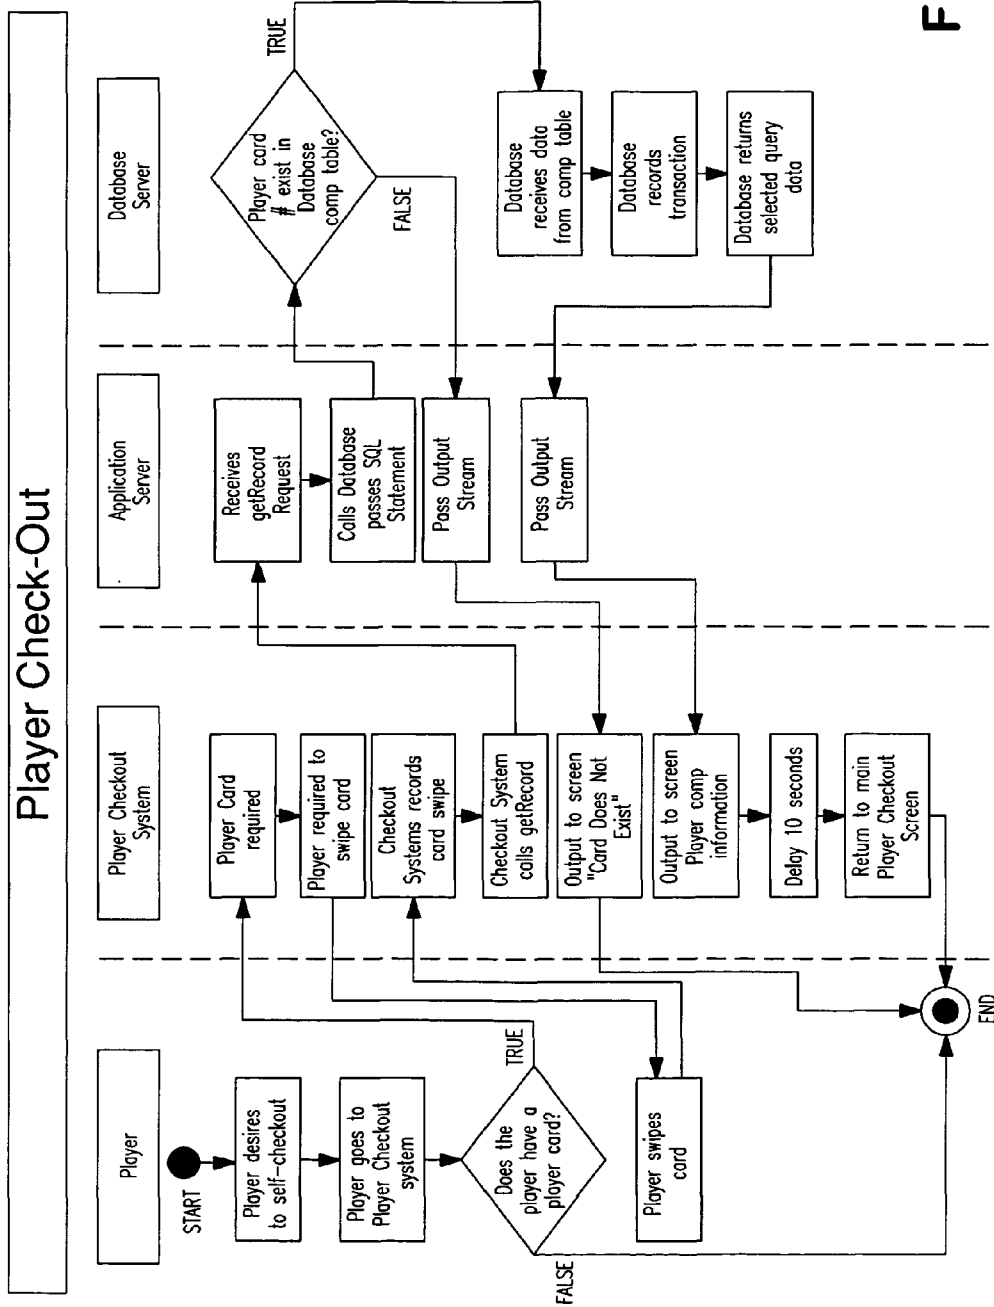 Player Check-Out
Player
START
Player desires
to self-checkout
Player goes to
Player Checkout
system
Does the
player have a
player card?
TRUE
FALSE
Player swipes
card
END
Player Checkout
System
Player Card
required
Player required to
swipe card
Checkout
Systems records
card swipe
Checkout System
calls getRecord
Output to screen
"Card Does Not
Exist"
Output to screen
Player comp
information
Delay 10 seconds
Return to main
Player Checkout
Screen
Application
Server
Receives
getRecord
Request
Calls Database
passes SQL
Statement
Pass Output
Stream
Pass Output
Stream
Database
Server
Player card
# exist in
Database
comp table?
TRUE
FALSE
Database
receives data
from comp table
Database
records
transaction
Database returns
selected query
data
F